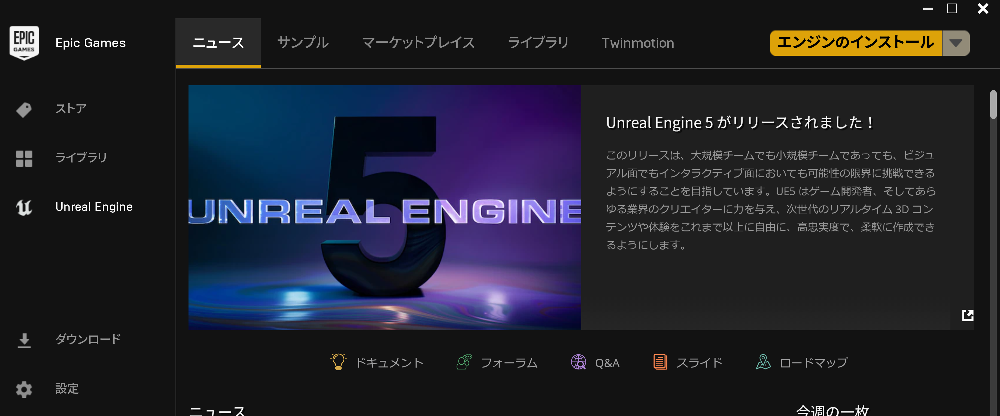 EPIC
GAMES
Epic Games
ニュース
サンプル
マーケットプレイス
ライブラリ
Twinmotion
エンジンのインストール
ストア
ライブラリ
Unreal Engine
ダウンロード
設定
5
UNREAL ENGINE
Unreal Engine 5 がリリースされました！
このリリースは、大規模チームでも小規模チームであっても、ビジュ
アル面でもインタラクティブ面においても可能性の限界に挑戦できる
ようにすることを目指しています。UE5 はゲーム開発者、そしてあら
ゆる業界のクリエイターに力を与え、次世代のリアルタイム 3D コン
テンツや体験をこれまで以上に自由に、高忠実度で、柔軟に作成でき
るようにします。
ドキュメント
フォーラム
Q&A
スライド
ロードマップ
ニュース
今週の一枚